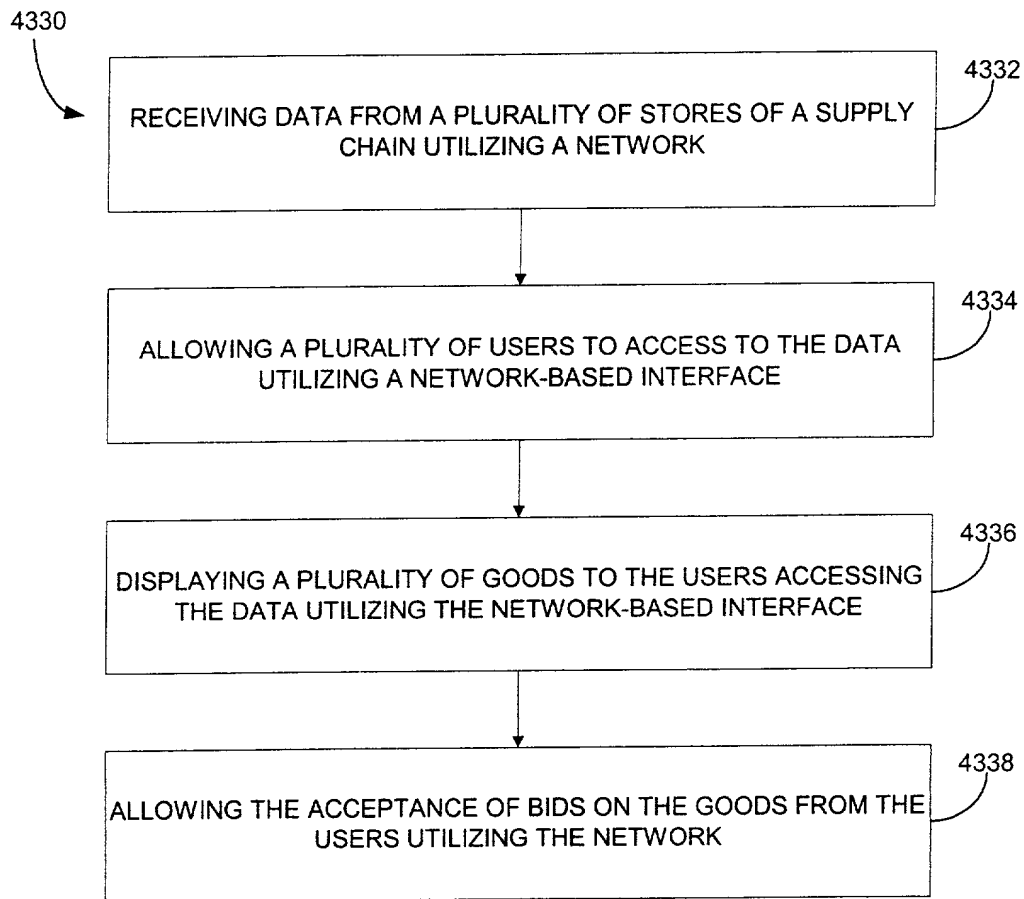 4330
4332
RECEIVING DATA FROM A PLURALITY OF STORES OF A SUPPLY
CHAIN UTILIZING A NETWORK
4334
ALLOWING A PLURALITY OF USERS TO ACCESS TO THE DATA
UTILIZING A NETWORK-BASED INTERFACE
4336
DISPLAYING A PLURALITY OF GOODS TO THE USERS ACCESSING
THE DATA UTILIZING THE NETWORK-BASED INTERFACE
4338
ALLOWING THE ACCEPTANCE OF BIDS ON THE GOODS FROM THE
USERS UTILIZING THE NETWORK